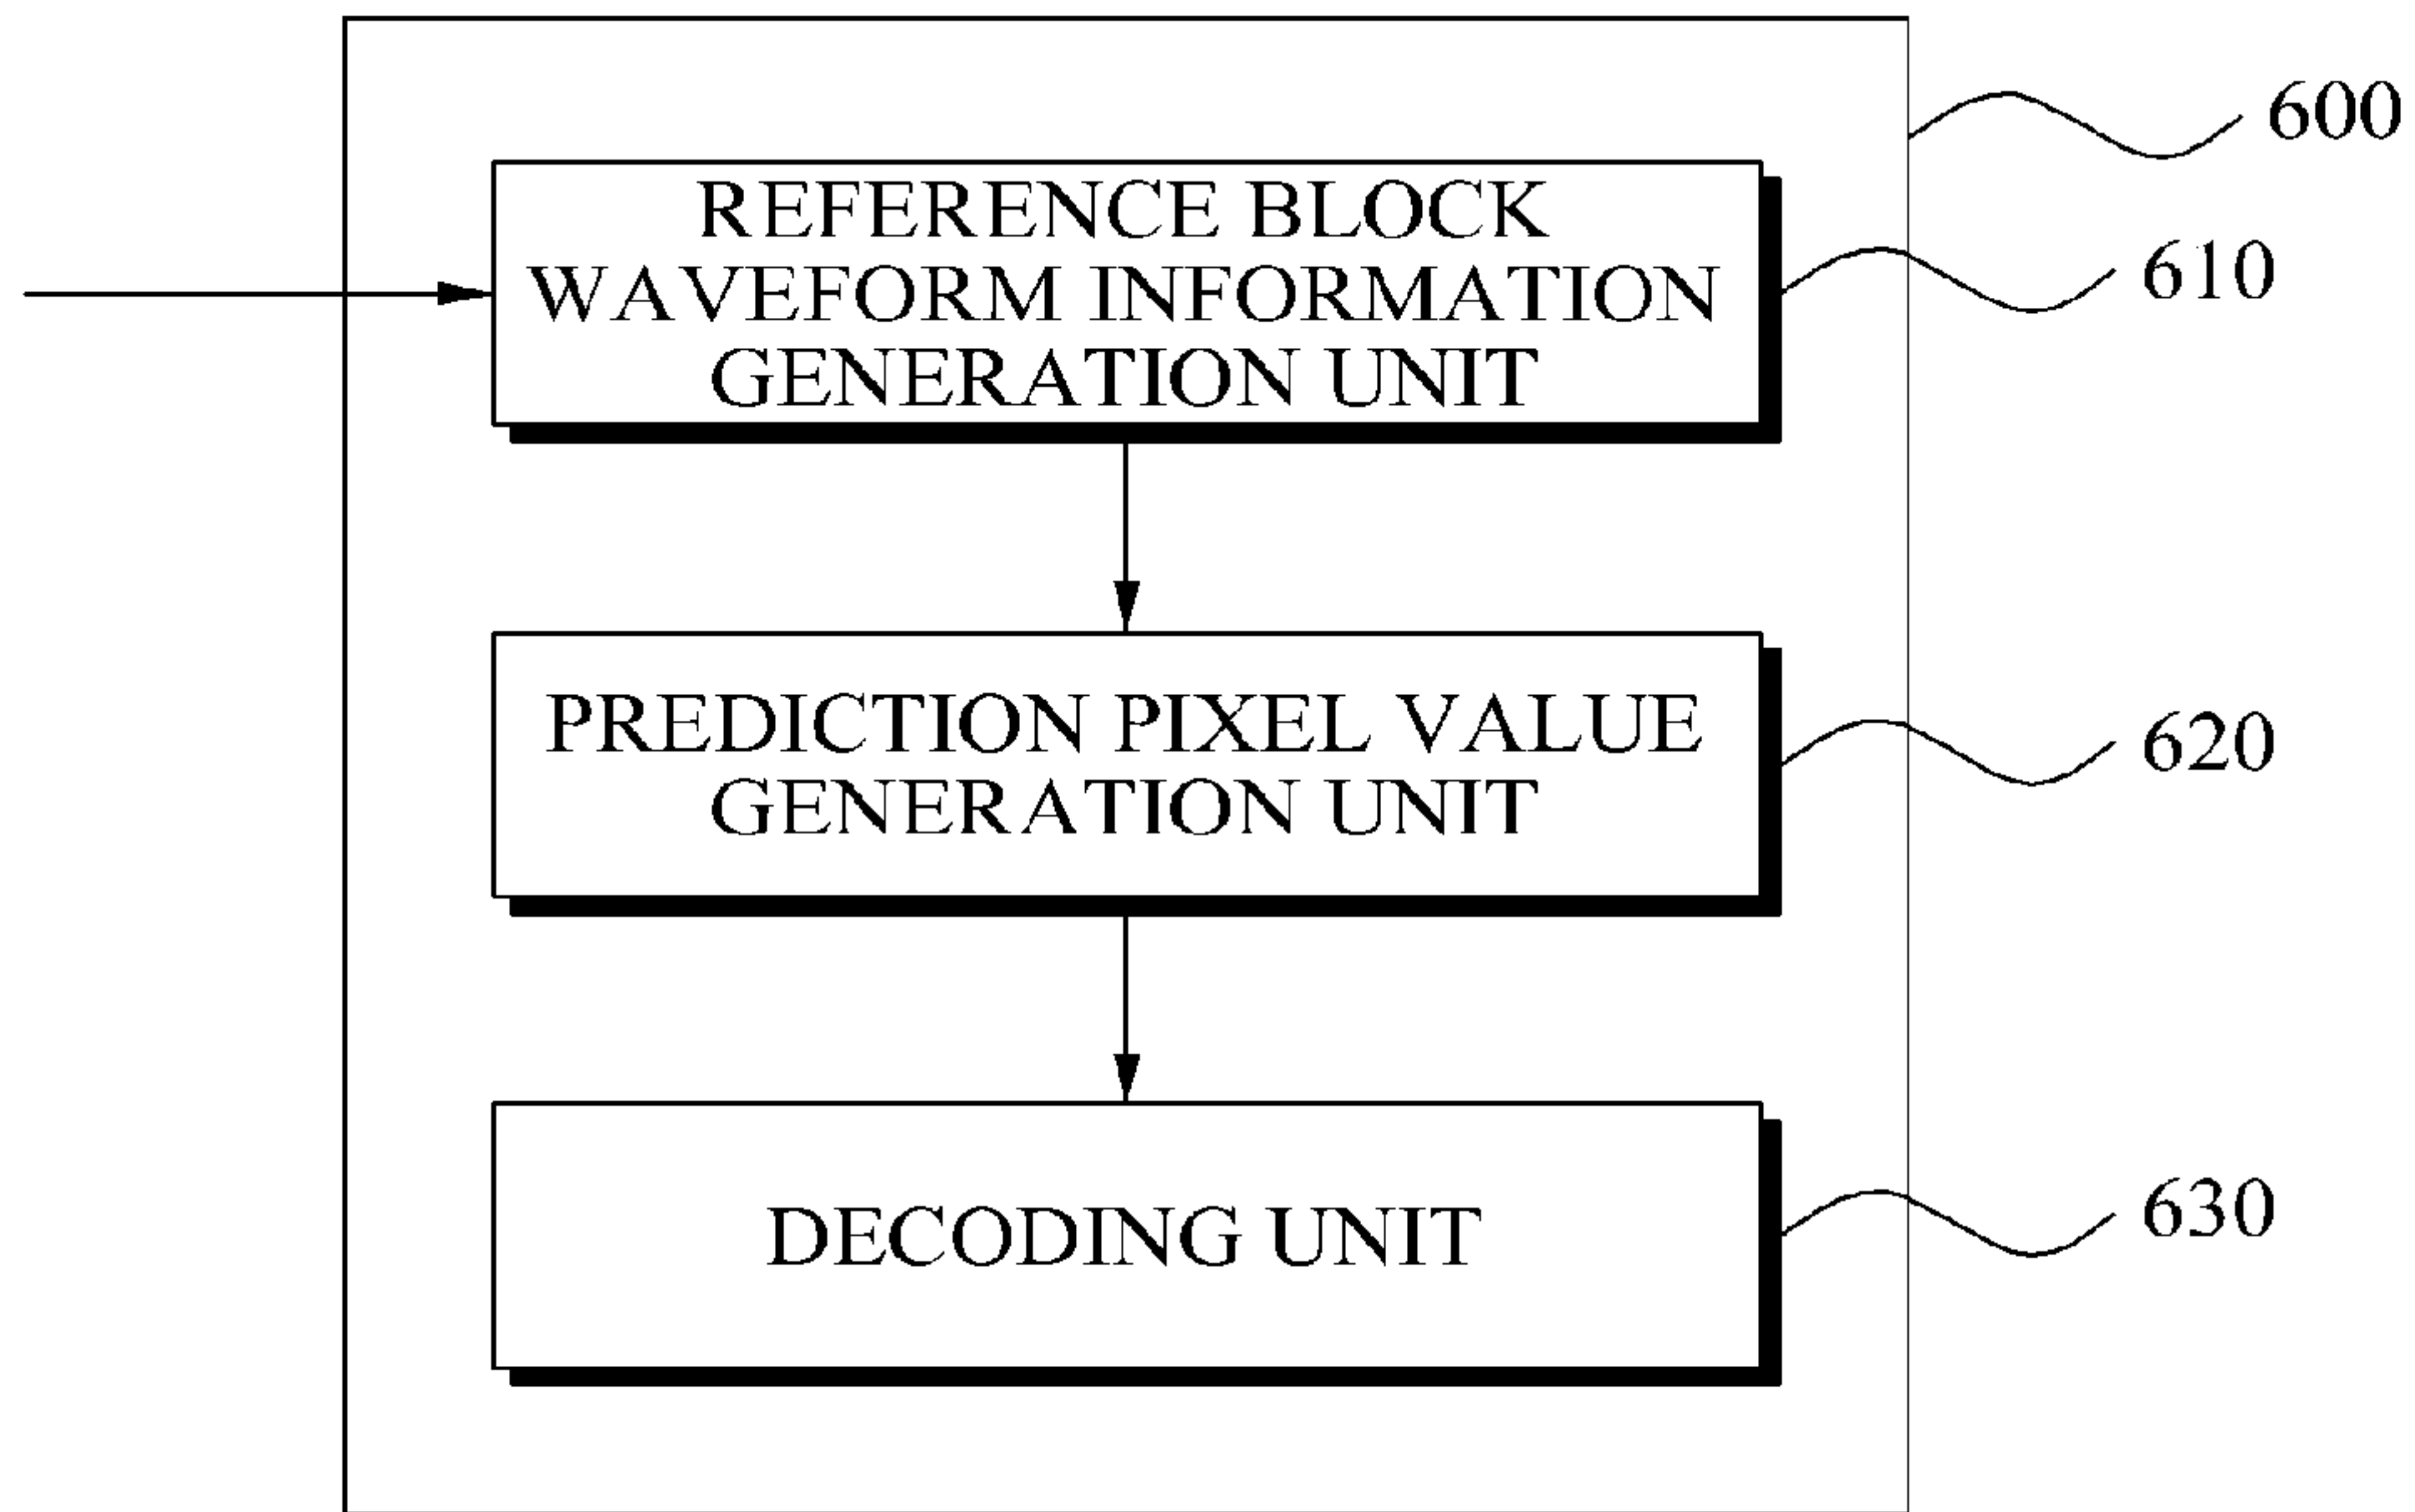 600
REFERENCE BLOCK
WAVEFORM INFORMATION
GENERATION UNIT
610
PREDICTION PIXEL VALUE
GENERATION UNIT
620
DECODING UNIT
630